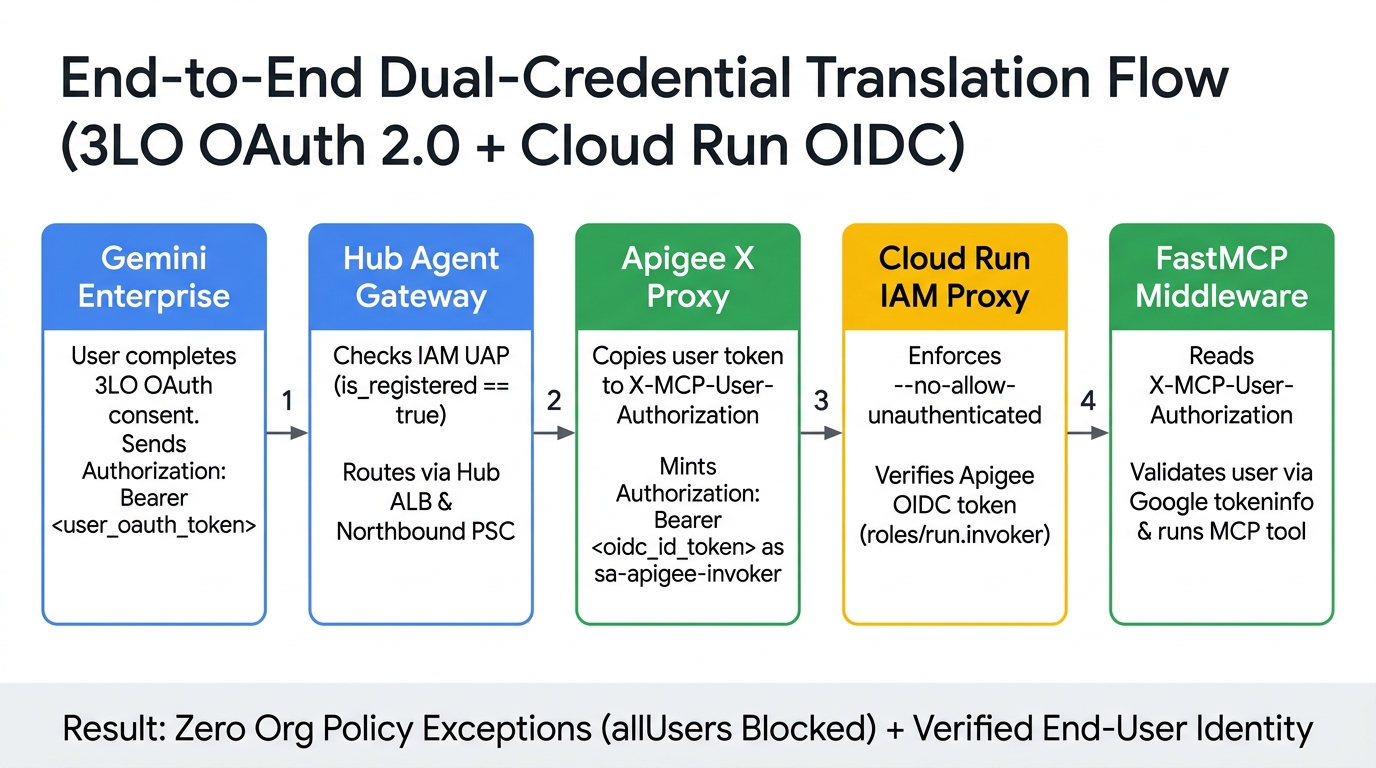 End-to-End Dual-Credential Translation Flow
(3LO OAuth 2.0 + Cloud Run OIDC)
Gemini
Enterprise
User completes
3LO OAuth
consent.
Sends
Authorization:
Bearer
<user_oauth_token>
1
Hub Agent
Gateway
Checks IAM UAP
(is_registered ==
true)
Routes via Hub
ALB &
Northbound PSC
2
Apigee X
Proxy
Copies user token
to X-MCP-User-
Authorization
Mints
Authorization:
Bearer
<oidc_id_token> as
sa-apigee-invoker
3
Cloud Run
IAM Proxy
Enforces
--no-allow-
unauthenticated
Verifies Apigee
OIDC token
(roles/run.invoker)
4
FastMCP
Middleware
Reads
X-MCP-User-
Authorization
Validates user via
Google tokeninfo
& runs MCP tool
Result: Zero Org Policy Exceptions (allUsers Blocked) + Verified End-User Identity